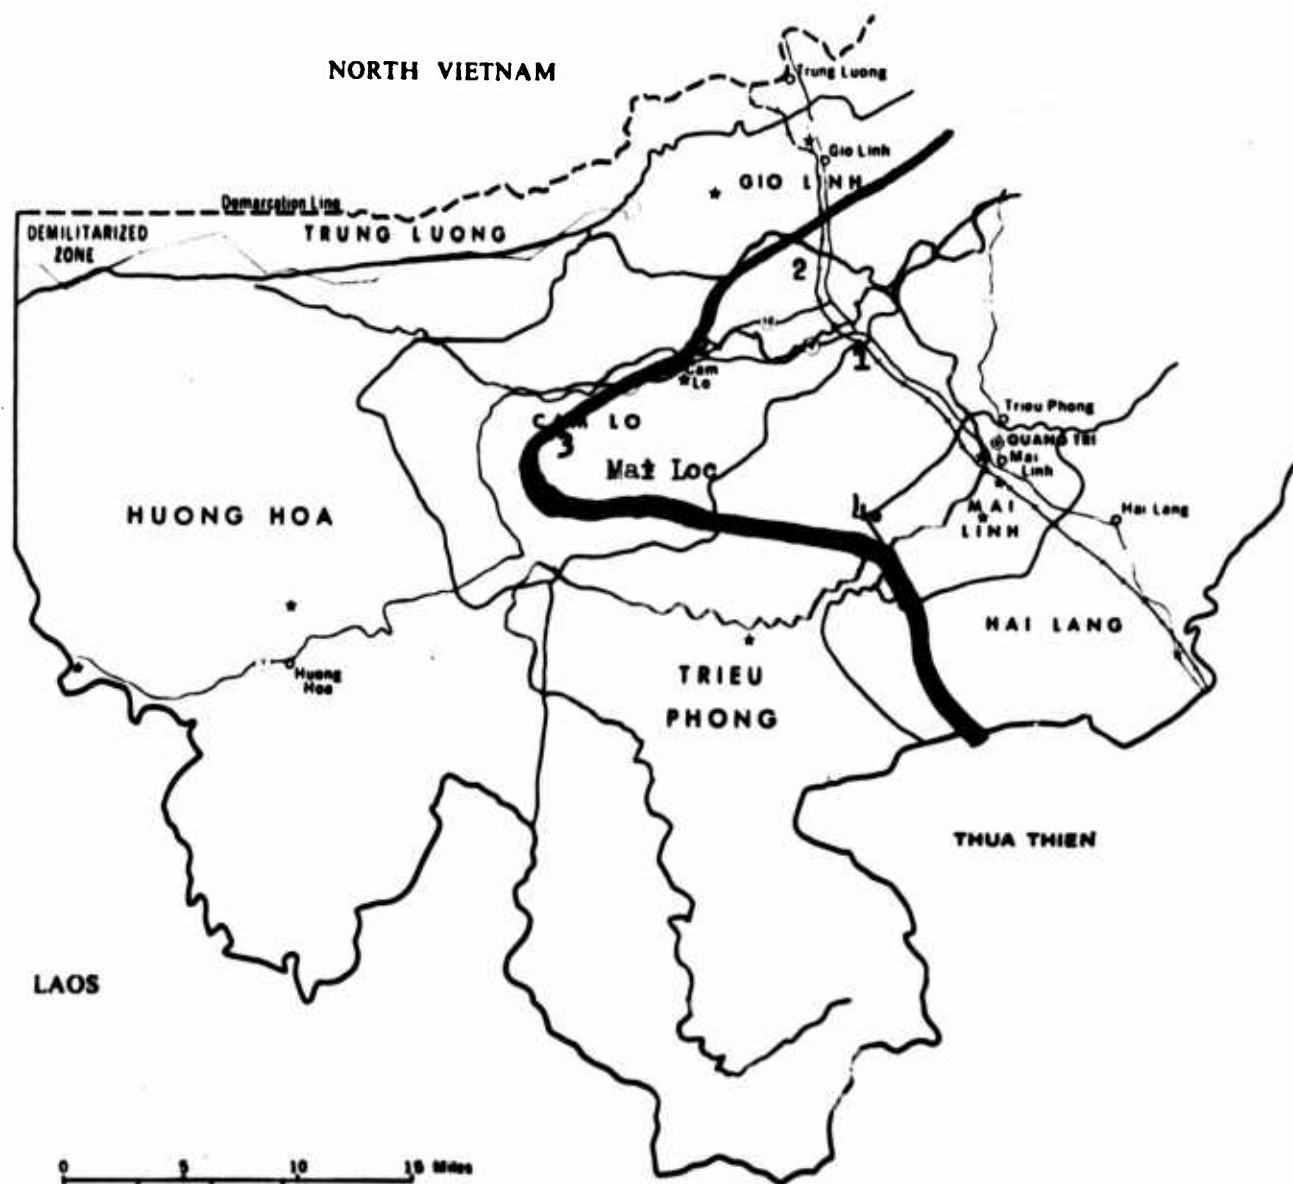 NORTH VIETNAM
Trung Luong
Gio Linh
GIO LINH
Demarcation Line
DEMILITARIZED
ZONE
TRUNG LUONG
2
1
Cam
Lo
CAM LO
3
Mai Loc
Trieu Phong
QUANG TRI
Mai
Linh
HUONG HOA
4
MAI
LINH
Hai Lang
HAI LANG
Huong
Hoa
TRIEU
PHONG
THUA THIEN
LAOS
0 5 10 15 Miles